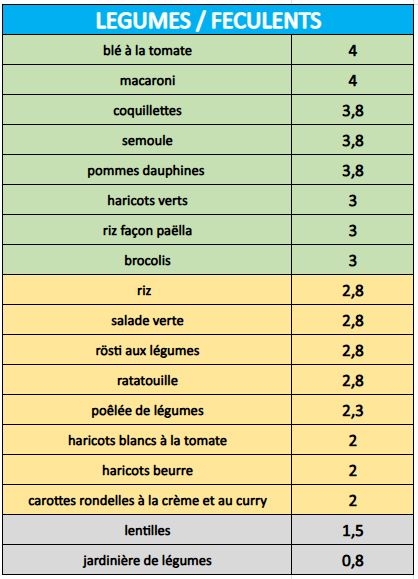 LEGUMES / FECULENTS
blé à la tomate 4
macaroni 4
coquillettes 3,8
semoule 3,8
pommes dauphines 3,8
haricots verts 3
riz façon paëlla 3
brocolis 3
riz 2,8
salade verte 2,8
rösti aux légumes 2,8
ratatouille 2,8
poêlée de légumes 2,3
haricots blancs à la tomate 2
haricots beurre 2
carottes rondelles à la crème et au curry 2
lentilles 1,5
jardinière de légumes 0,8